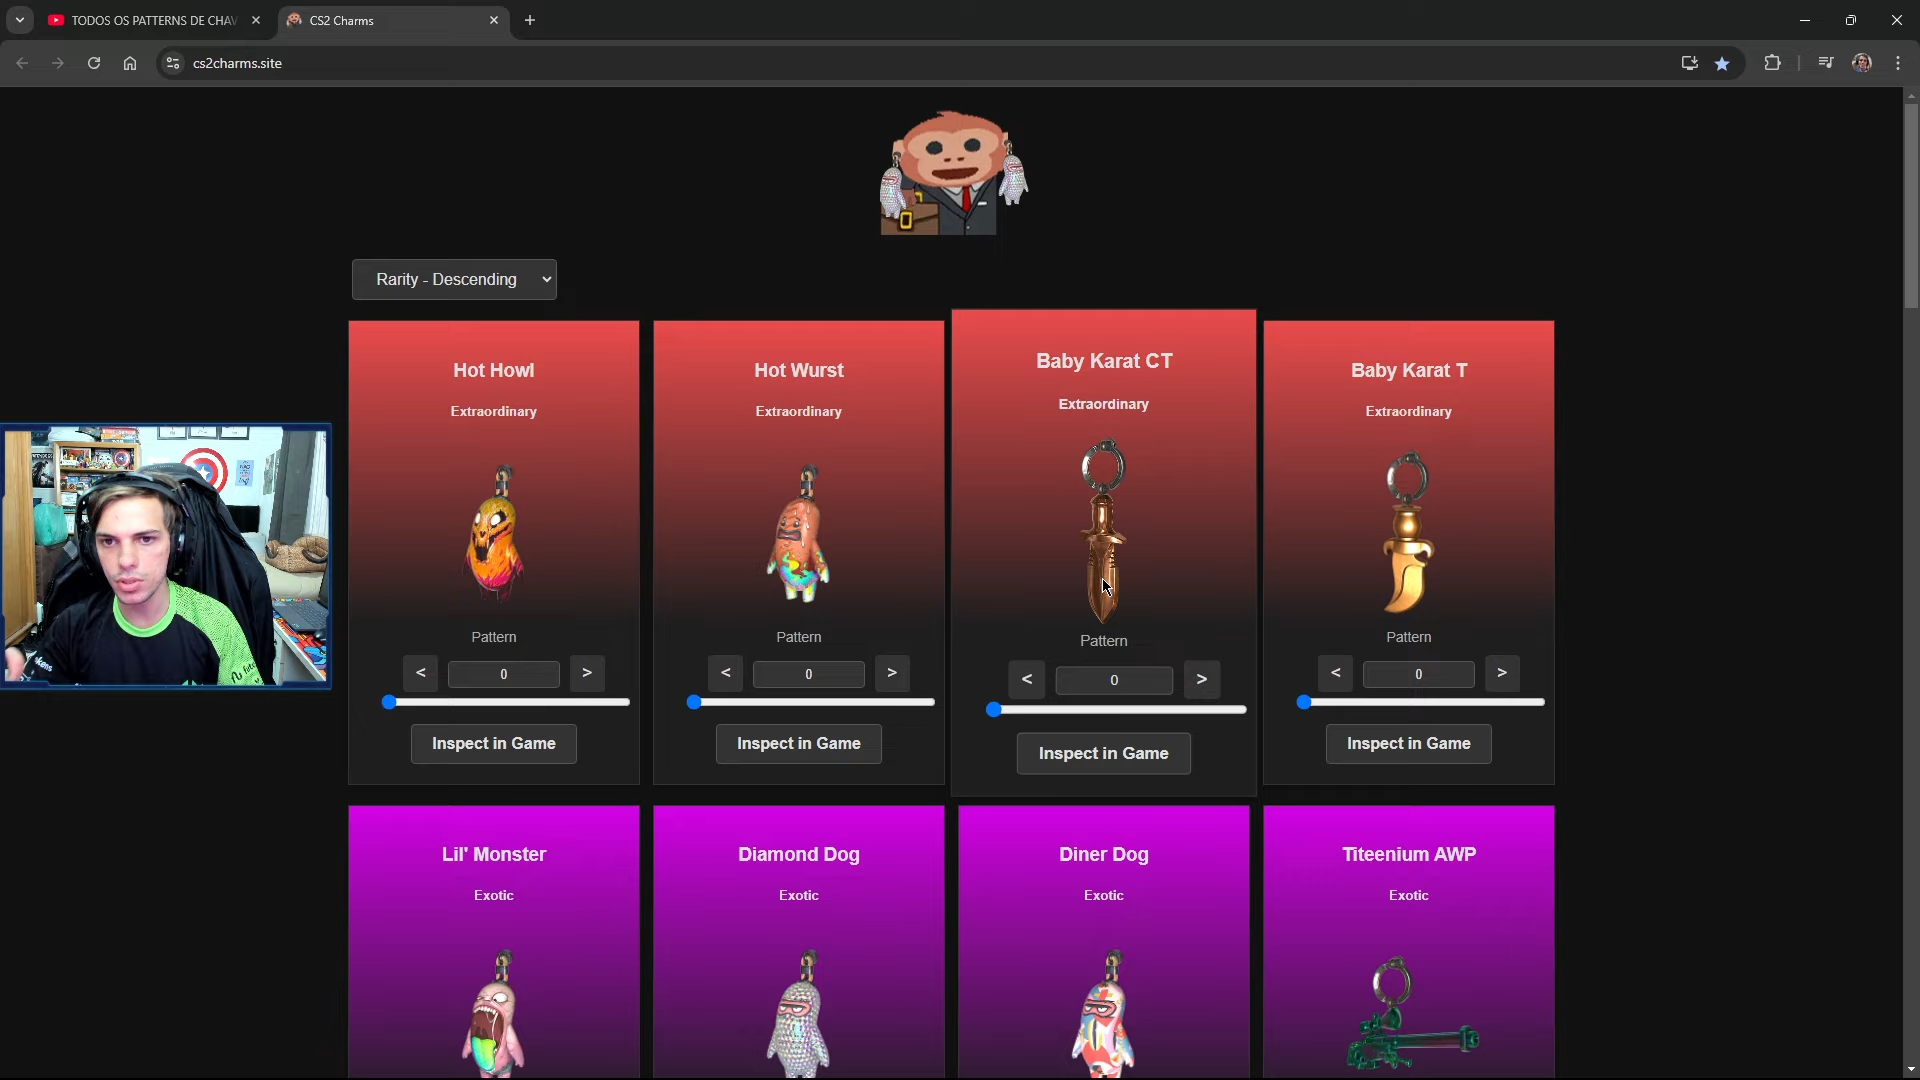 TODOS OS PATTERNS DE CHAV
CS2 Charms
cs2charms.site
Rarity - Descending
Hot Howl
Extraordinary
Pattern
<
0
>
Inspect in Game
Hot Wurst
Extraordinary
Pattern
<
0
>
Inspect in Game
Baby Karat CT
Extraordinary
Pattern
<
0
>
Inspect in Game
Baby Karat T
Extraordinary
Pattern
<
0
>
Inspect in Game
Lil' Monster
Exotic
Diamond Dog
Exotic
Diner Dog
Exotic
Titeenium AWP
Exotic